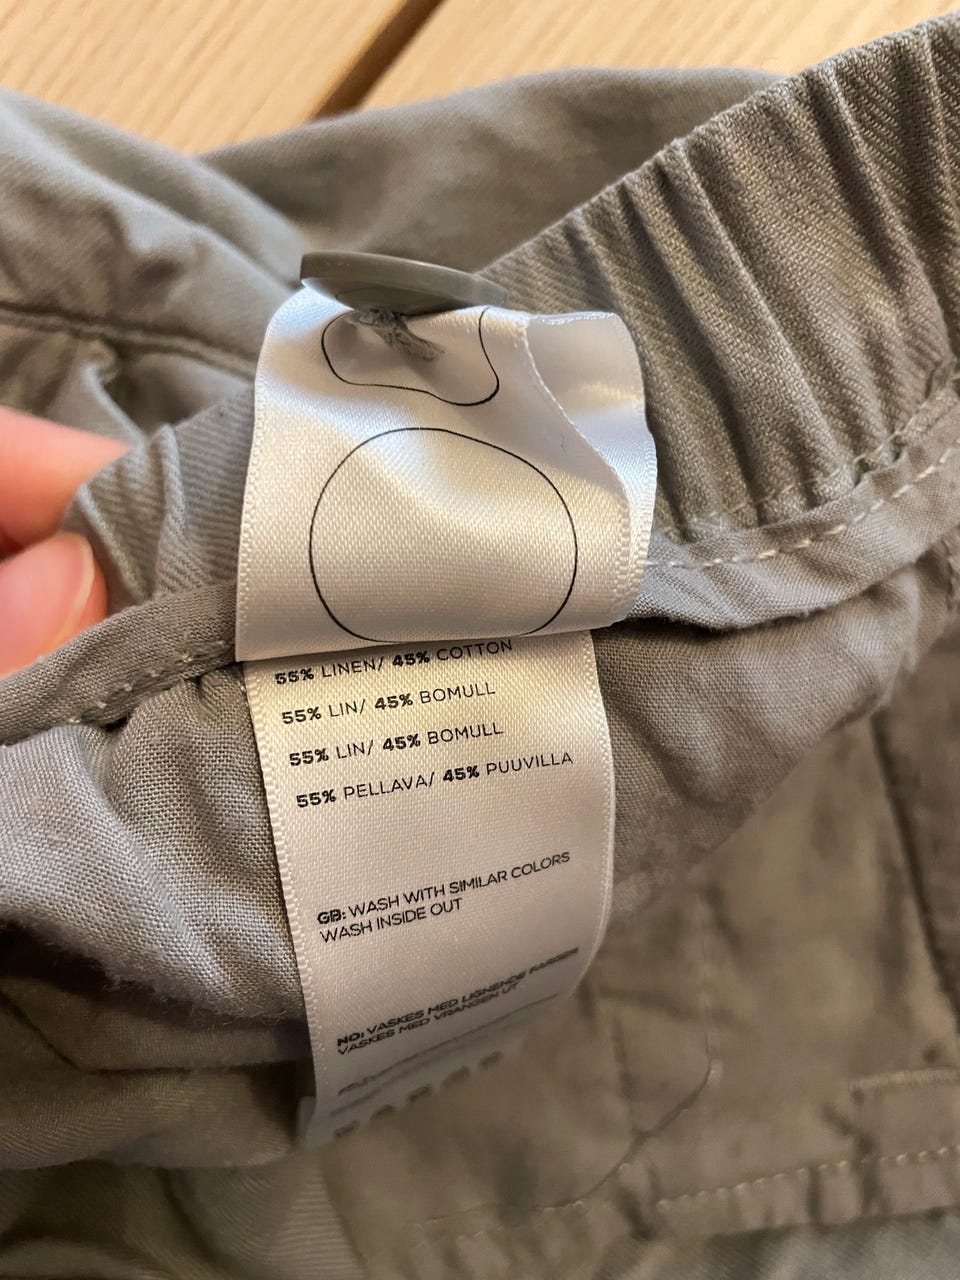 55% LINEN/ 45% COTTON
55% LIN/ 45% BOMULL
55% LIN/ 45% BOMULL
55% PELLAVA/ 45% PUUVILLA
GB: WASH WITH SIMILAR COLORS
WASH INSIDE OUT
NO: VASKES MED LIGNENDE FARGER
VASKES MED VRANGEN UT